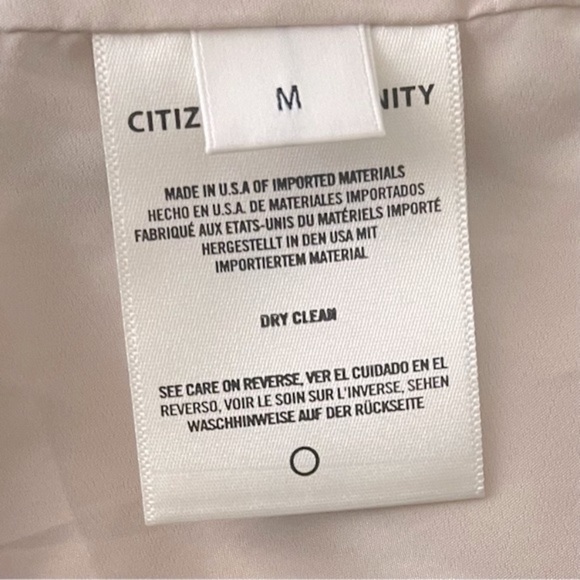 M
CITIZ NITY
MADE IN U.S.A OF IMPORTED MATERIALS
HECHO EN U.S.A. DE MATERIALES IMPORTADOS
FABRIQUÉ AUX ETATS-UNIS DU MATÉRIELS IMPORTÉ
HERGESTELLT IN DEN USA MIT
IMPORTIERTEM MATERIAL
DRY CLEAN
SEE CARE ON REVERSE, VER EL CUIDADO EN EL
REVERSO, VOIR LE SOIN SUR L'INVERSE, SEHEN
WASCHHINWEISE AUF DER RÜCKSEITE